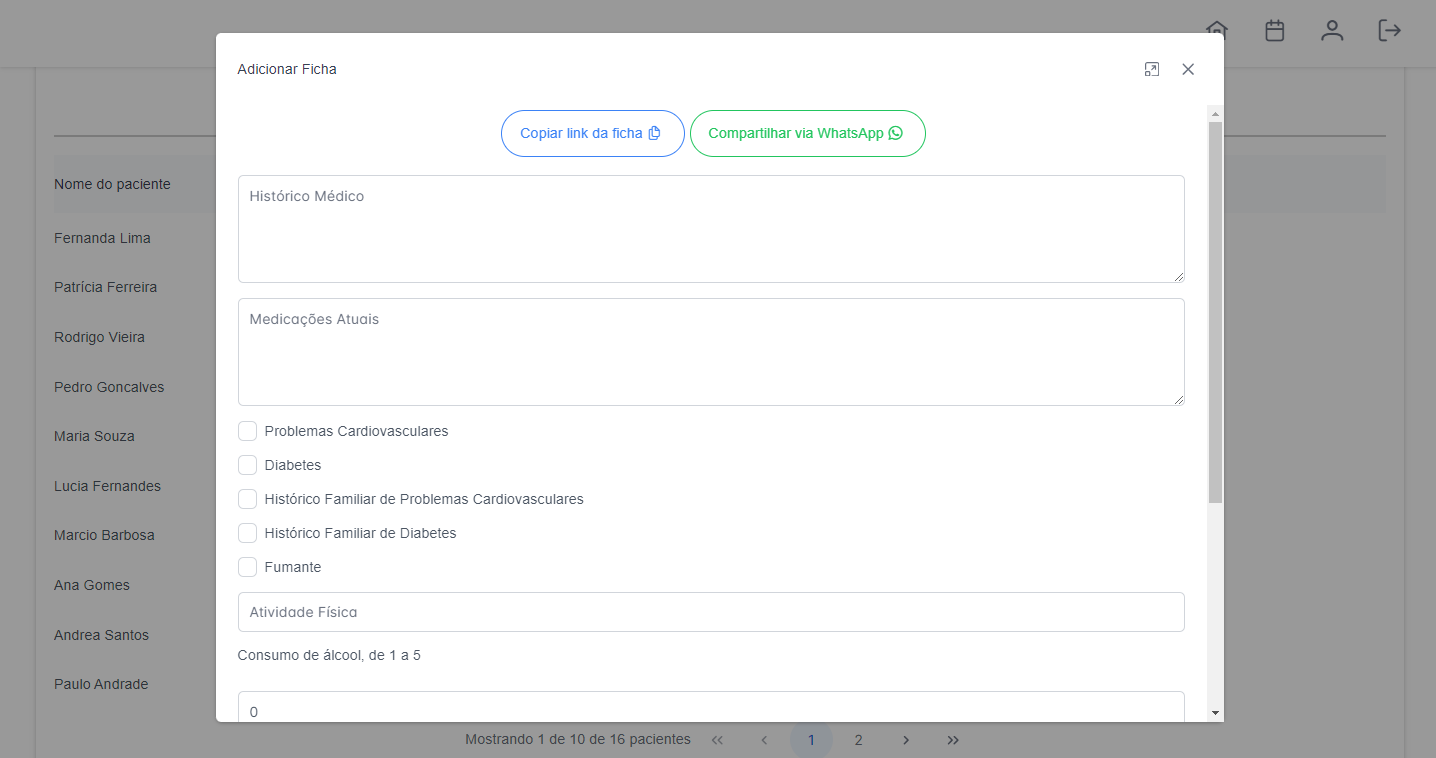 Adicionar Ficha
Copiar link da ficha
Compartilhar via WhatsApp
Histórico Médico
Nome do paciente
Fernanda Lima
Patrícia Ferreira
Medicações Atuais
Rodrigo Vieira
Pedro Goncalves
Problemas Cardiovasculares
Maria Souza
Diabetes
Lucia Fernandes
Histórico Familiar de Problemas Cardiovasculares
Histórico Familiar de Diabetes
Marcio Barbosa
Fumante
Ana Gomes
Atividade Física
Andrea Santos
Consumo de álcool, de 1 a 5
Paulo Andrade
0
Mostrando 1 de 10 de 16 pacientes « ‹ 1 2 › »